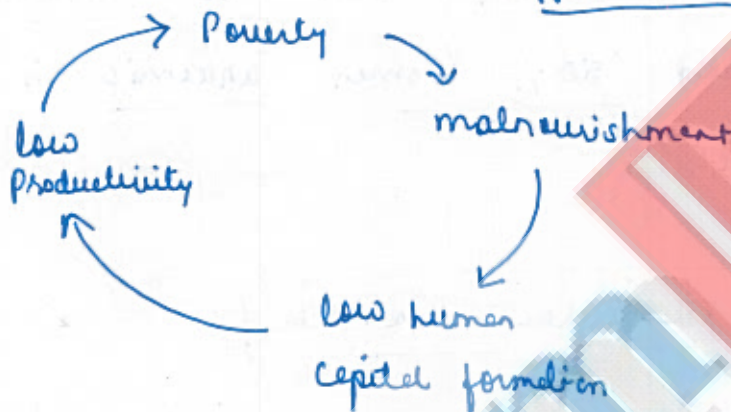 Poverty
malnourishment
low
Productivity
low human
capital formation